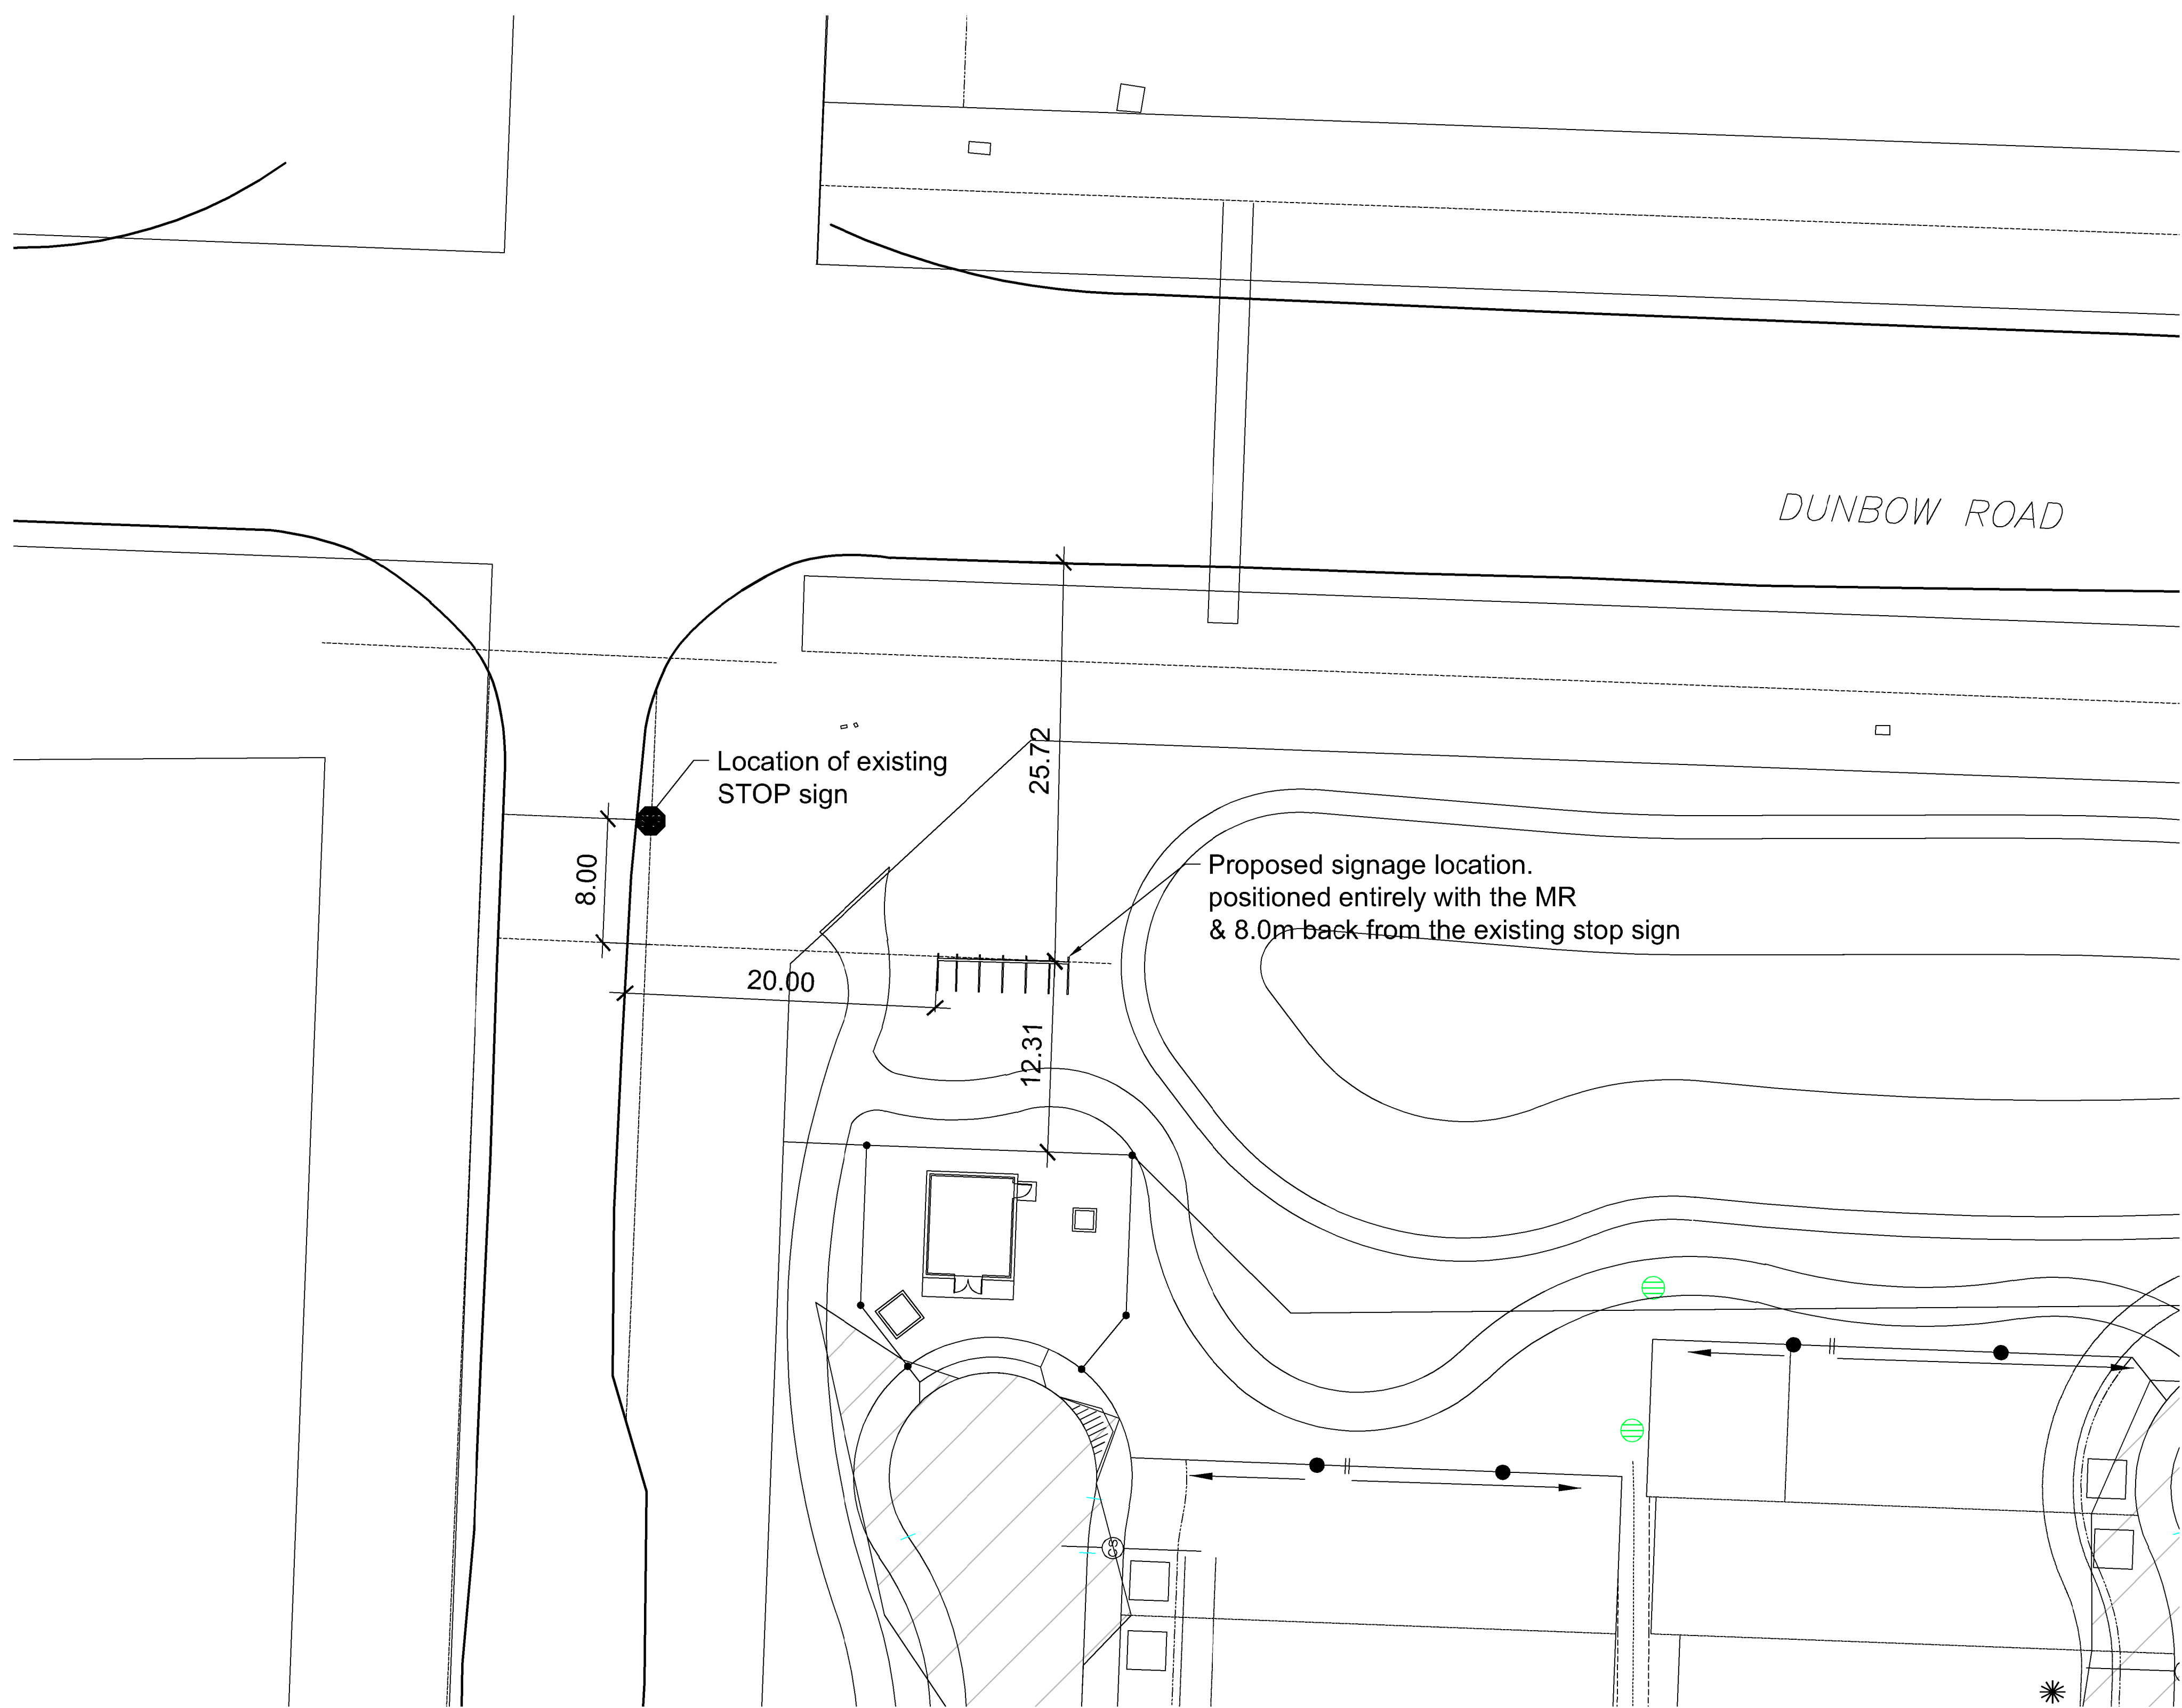 DUNBOW ROAD
25.72
Location of existing
STOP sign
8.00
Proposed signage location.
positioned entirely with the MR
& 8.0m back from the existing stop sign
20.00
12.31
CS